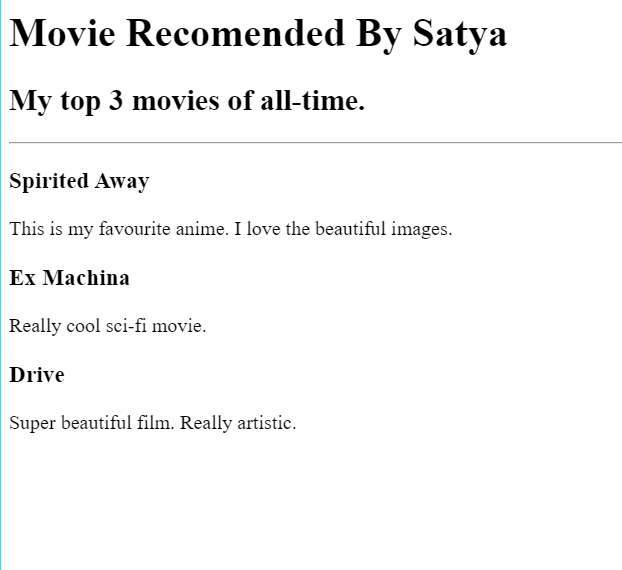 Movie Recomended By Satya
My top 3 movies of all-time.
Spirited Away
This is my favourite anime. I love the beautiful images.
Ex Machina
Really cool sci-fi movie.
Drive
Super beautiful film. Really artistic.